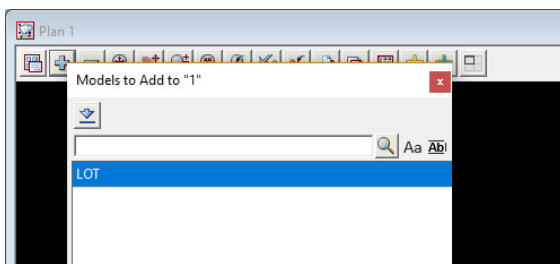 Plan 1
Models to Add to "1"
Aa Ab
LOT